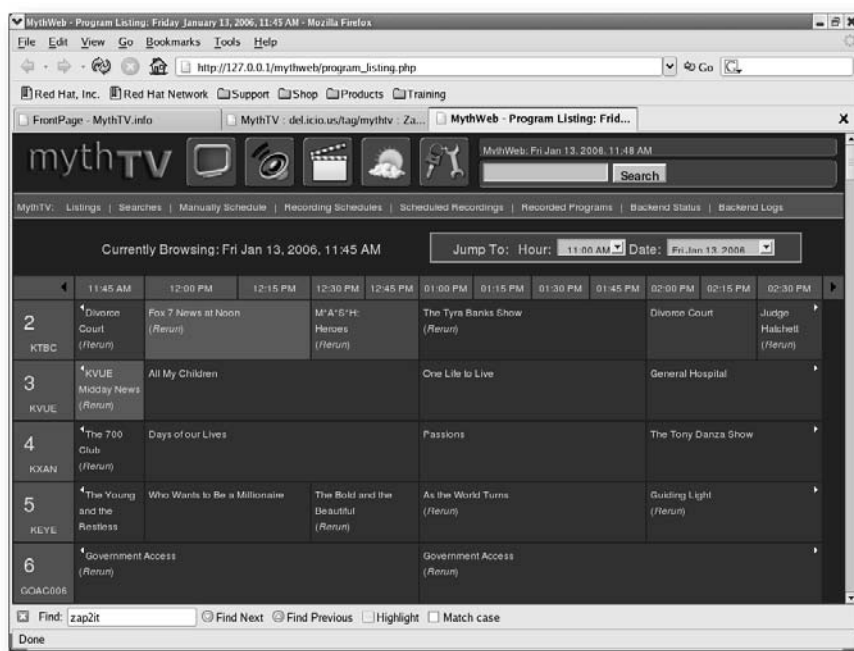 MythWeb - Program Listing: Friday January 13, 2006, 11:45 AM - Mozilla Firefox
File Edit View Go Bookmarks Tools Help
http://127.0.0.1/mythweb/program_listing.php Go
Red Hat, Inc. Red Hat Network Support Shop Products Training
FrontPage - MythTV.info MythTV : del.icio.us/tag/mythtv : Za... MythWeb - Program Listing: Frid... X
mythTV
MythWeb: Fri Jan 13, 2006, 11:48 AM
Search
MythTV: Listings | Searches | Manually Schedule | Recording Schedules | Scheduled Recordings | Recorded Programs | Backend Status | Backend Logs
Currently Browsing: Fri Jan 13, 2006, 11:45 AM
Jump To: Hour: 11:00 AM Date: Fri Jan 13, 2006
11:45 AM 12:00 PM 12:15 PM 12:30 PM 12:45 PM 01:00 PM 01:15 PM 01:30 PM 01:45 PM 02:00 PM 02:15 PM 02:30 PM
2
KTBC
Divorce
Court
(Rerun)
Fox 7 News at Noon
(Rerun)
M*A*S*H:
Heroes
(Rerun)
The Tyra Banks Show
(Rerun)
Divorce Court
Judge
Hatchett
(Rerun)
3
KVUE
KVUE
Midday News
(Rerun)
All My Children
One Life to Live
General Hospital
4
KXAN
The 700
Club
(Rerun)
Days of our Lives
Passions
The Tony Danza Show
5
KEYE
The Young
and the
Restless
Who Wants to Be a Millionaire
The Bold and the
Beautiful
(Rerun)
As the World Turns
(Rerun)
Guiding Light
(Rerun)
6
GOAC006
Government Access
(Rerun)
Government Access
(Rerun)
Find: zap2it Find Next Find Previous Highlight Match case
Done